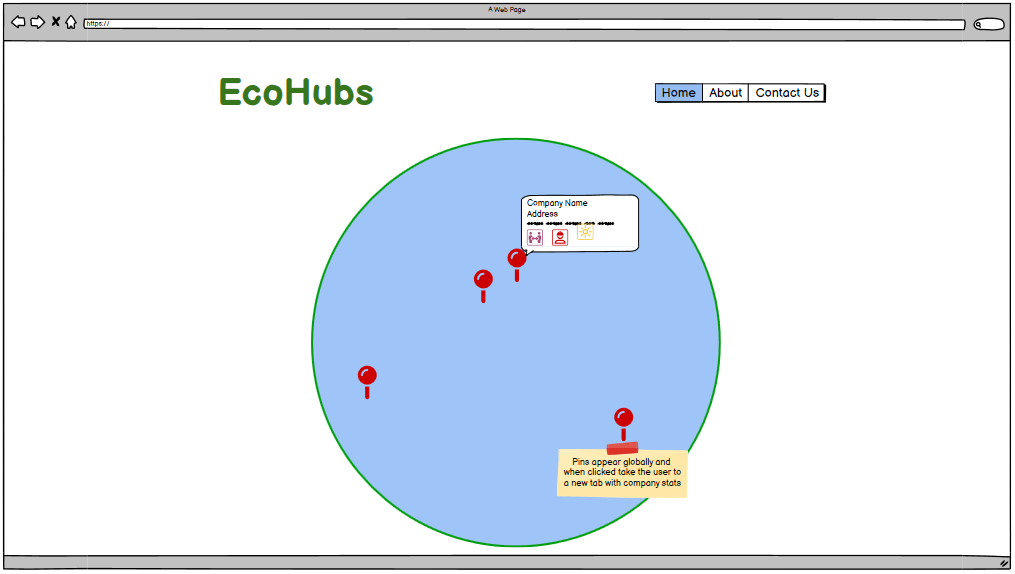 A Web Page
https://
EcoHubs
Home About Contact Us
Company Name
Address
Pins appear globally and
when clicked take the user to
a new tab with company stats